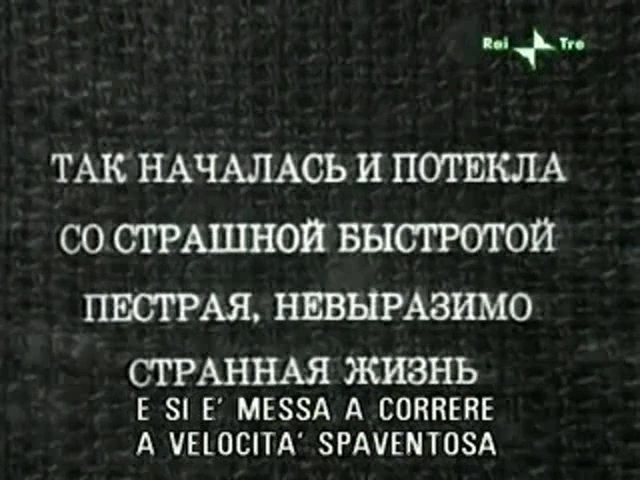 Rai Tre
ТАК НАЧАЛАСЬ И ПОТЕКЛА
СО СТРАШНОЙ БЫСТРОТОЙ
ПЕСТРАЯ, НЕВЫРАЗИМО
СТРАННАЯ ЖИЗНЬ
E SI E' MESSA A CORRERE
A VELOCITA' SPAVENTOSA